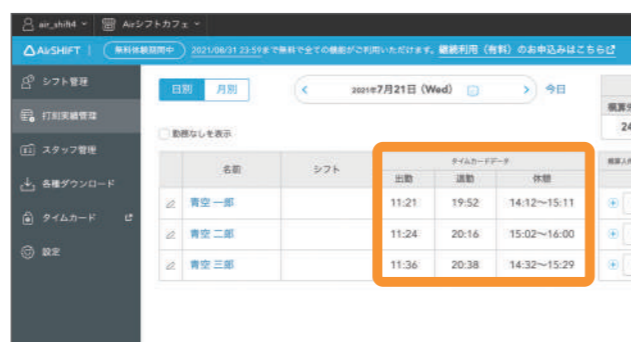 air_shift4 Airシフトカフェ
AirSHIFT 無料体験期間中 2021/08/31 23:59まで無料で全ての機能がご利用いただけます。継続利用（有料）のお申込みはこちら
シフト管理
打刻実績管理
スタッフ管理
各種ダウンロード
タイムカード
設定
日別 月別 2021年7月21日 (Wed) 今日
勤務なしを表示
24
名前 シフト タイムカードデータ
出勤 退勤 休憩
青空 一郎 11:21 19:52 14:12〜15:11
青空 二郎 11:24 20:16 15:02〜16:00
青空 三郎 11:36 20:38 14:32〜15:29